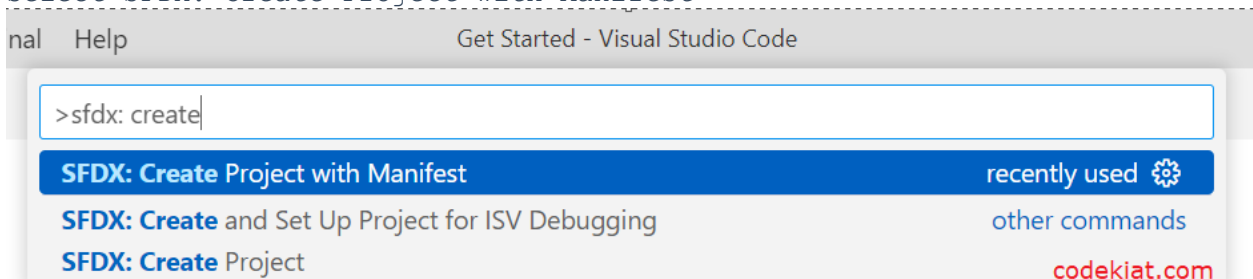 nal Help Get Started - Visual Studio Code
>sfdx: create
SFDX: Create Project with Manifest recently used
SFDX: Create and Set Up Project for ISV Debugging other commands
SFDX: Create Project
codekiat.com